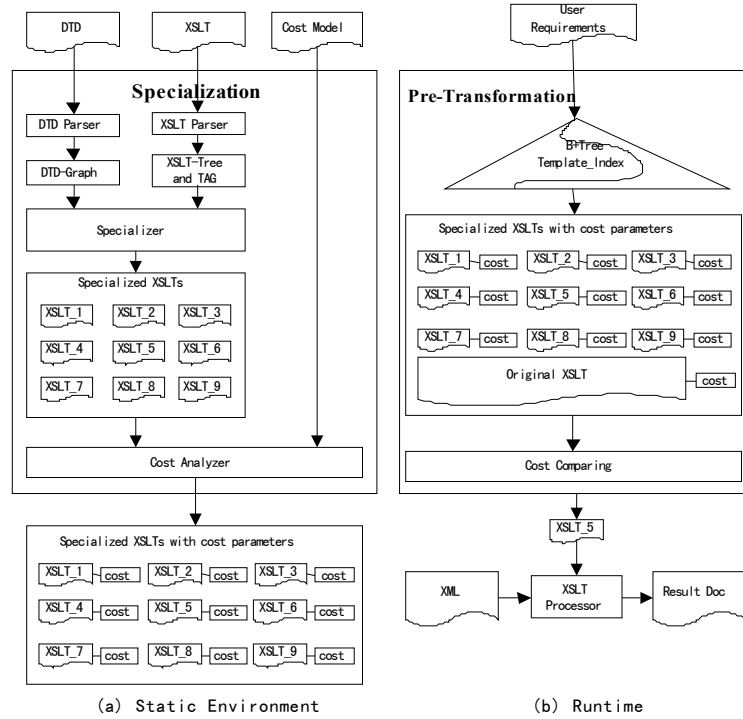 DTD
XSLT
Cost Model
Specialization
DTD Parser
XSLT Parser
DTD-Graph
XSLT-Tree
and TAG
Specializer
Specialized XSLTs
XSLT_1
XSLT_2
XSLT_3
XSLT_4
XSLT_5
XSLT_6
XSLT_7
XSLT_8
XSLT_9
Cost Analyzer
Specialized XSLTs with cost parameters
XSLT_1 cost
XSLT_2 cost
XSLT_3 cost
XSLT_4 cost
XSLT_5 cost
XSLT_6 cost
XSLT_7 cost
XSLT_8 cost
XSLT_9 cost
(a) Static Environment
User
Requirements
Pre-Transformation
B+Tree
Template_Index
Specialized XSLTs with cost parameters
XSLT_1 cost
XSLT_2 cost
XSLT_3 cost
XSLT_4 cost
XSLT_5 cost
XSLT_6 cost
XSLT_7 cost
XSLT_8 cost
XSLT_9 cost
Original XSLT
cost
Cost Comparing
XSLT_5
XML
XSLT
Processor
Result Doc
(b) Runtime